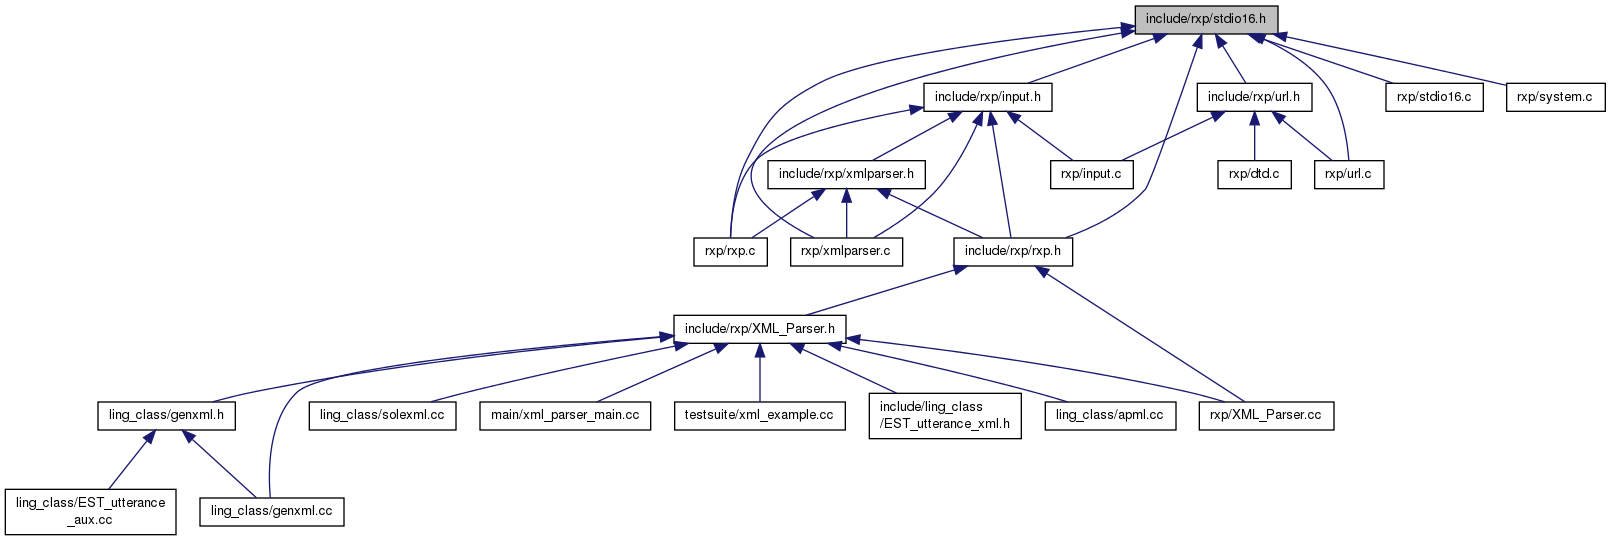 include/rxp/stdio16.h
include/rxp/input.h
include/rxp/url.h
rxp/stdio16.c
rxp/system.c
include/rxp/xmlparser.h
rxp/input.c
rxp/dtd.c
rxp/url.c
rxp/rxp.c
rxp/xmlparser.c
include/rxp/rxp.h
include/rxp/XML_Parser.h
ling_class/genxml.h
ling_class/solexml.cc
main/xml_parser_main.cc
testsuite/xml_example.cc
include/ling_class
/EST_utterance_xml.h
ling_class/apml.cc
rxp/XML_Parser.cc
ling_class/EST_utterance
_aux.cc
ling_class/genxml.cc